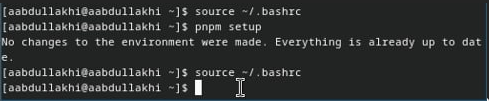 [aabdullakhi@aabdullakhi ~]$ source ~/.bashrc
[aabdullakhi@aabdullakhi ~]$ pnpm setup
No changes to the environment were made. Everything is already up to dat
e.
[aabdullakhi@aabdullakhi ~]$ source ~/.bashrc
[aabdullakhi@aabdullakhi ~]$